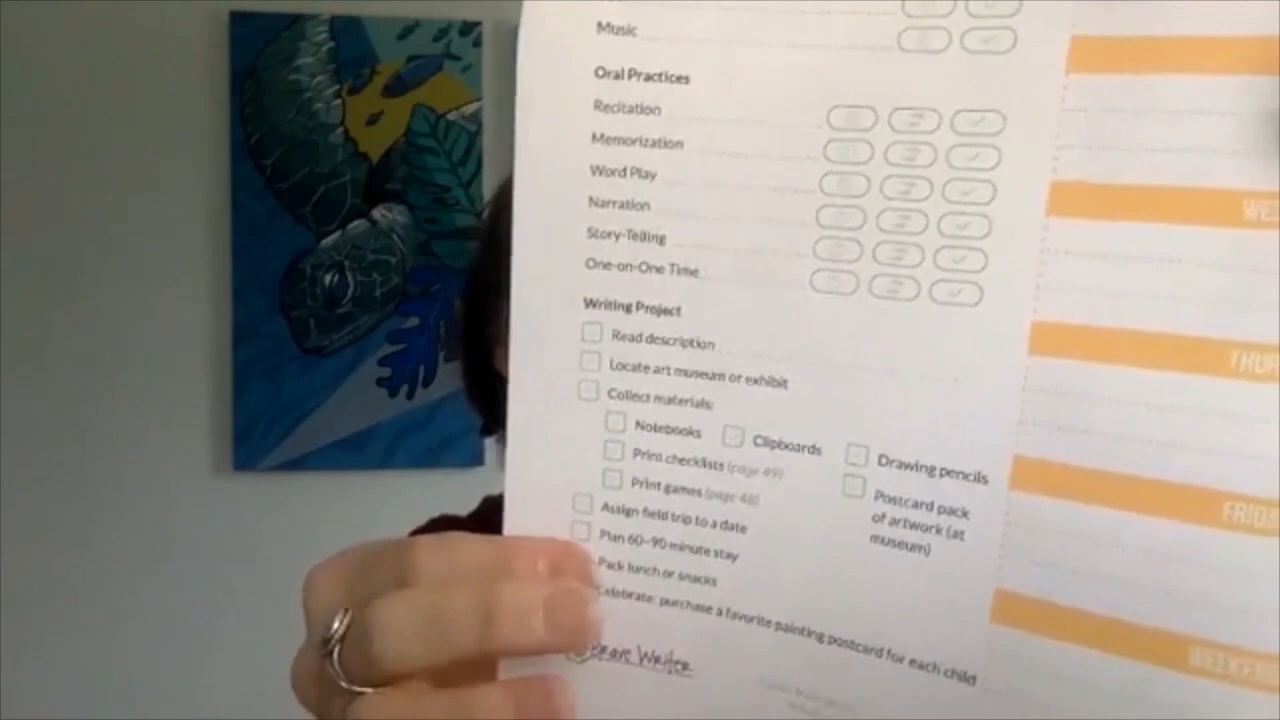 Music
Oral Practices
Recitation
Memorization
Word Play
Narration
Story-Telling
One-on-One Time
Writing Project
Read description
Locate art museum or exhibit
Collect materials:
Notebooks Clipboards Drawing pencils
Print checklists (page 49)
Print games (page 48)
Postcard pack
of artwork (at
museum)
Assign field trip to a date
Plan 60–90 minute stay
Pack lunch or snacks
Celebrate: purchase a favorite painting postcard for each child
Brave Writer
WE
THUR
FRID
WEEKEN